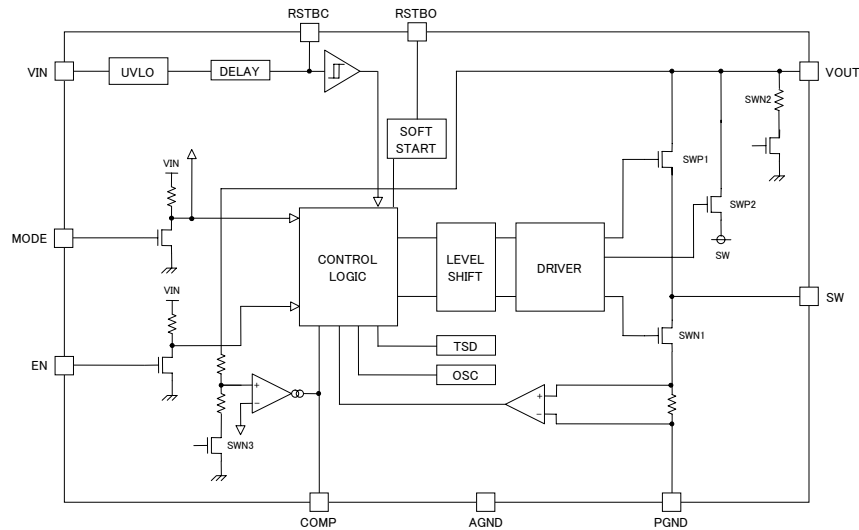 RSTBC
RSTBO
VIN
UVLO
DELAY
VOUT
SWN2
SOFT
START
VIN
SWP1
SWP2
MODE
CONTROL
LOGIC
LEVEL
SHIFT
DRIVER
SW
VIN
SW
SWN1
EN
TSD
OSC
+
−
+
−
SWN3
COMP
AGND
PGND